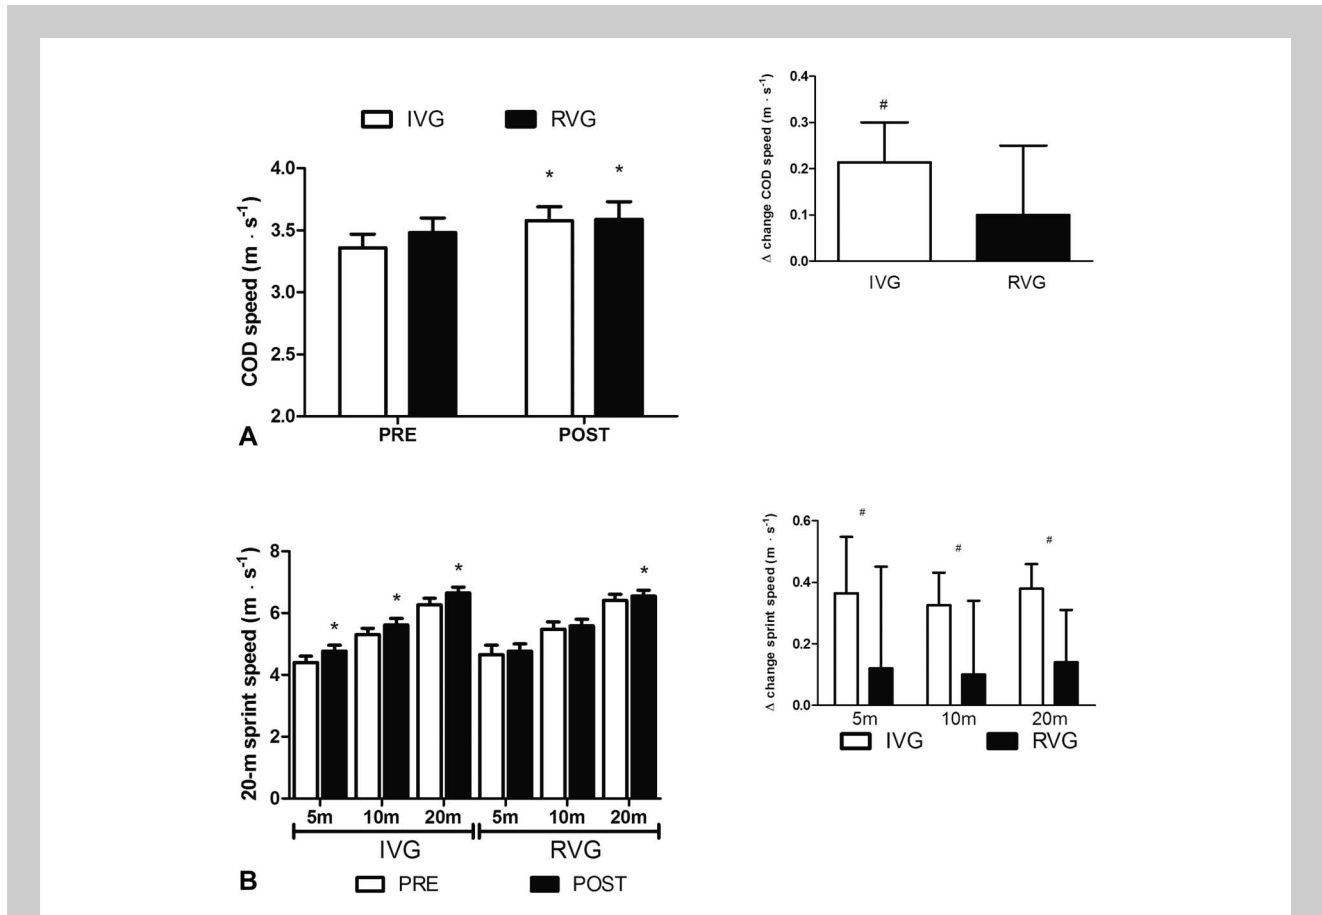 IVG RVG
COD speed (m · s⁻¹)
4.0
3.5
3.0
2.5
2.0
* *
PRE POST
A
Δ change COD speed (m · s⁻¹)
0.4
0.3
0.2
0.1
0.0
#
IVG RVG
20-m sprint speed (m · s⁻¹)
8
6
4
2
0
* * * *
5m 10m 20m 5m 10m 20m
IVG RVG
B
PRE POST
Δ change sprint speed (m · s⁻¹)
0.6
0.4
0.2
0.0
# # #
5m 10m 20m
IVG RVG